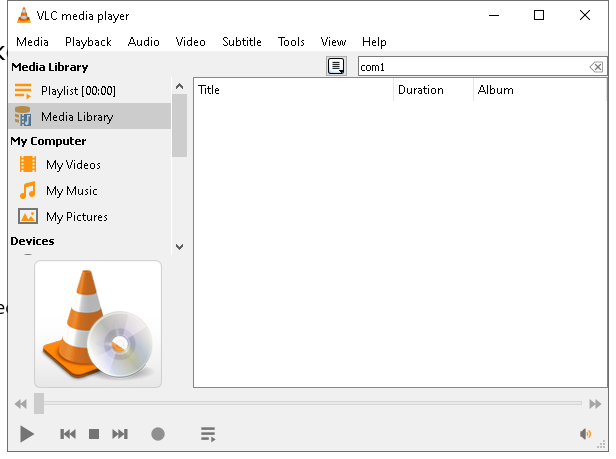 VLC media player
Media Playback Audio Video Subtitle Tools View Help
Media Library
com1
Playlist [00:00]
Title Duration Album
Media Library
My Computer
My Videos
My Music
My Pictures
Devices